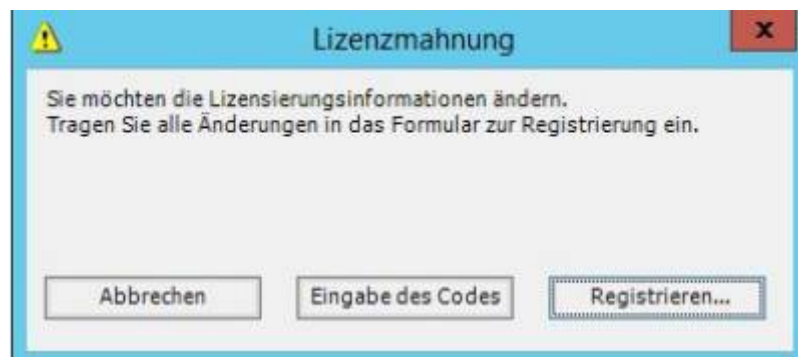 Lizenzmahnung
x
Sie möchten die Lizensierungsinformationen ändern.
Tragen Sie alle Änderungen in das Formular zur Registrierung ein.
Abbrechen
Eingabe des Codes
Registrieren...